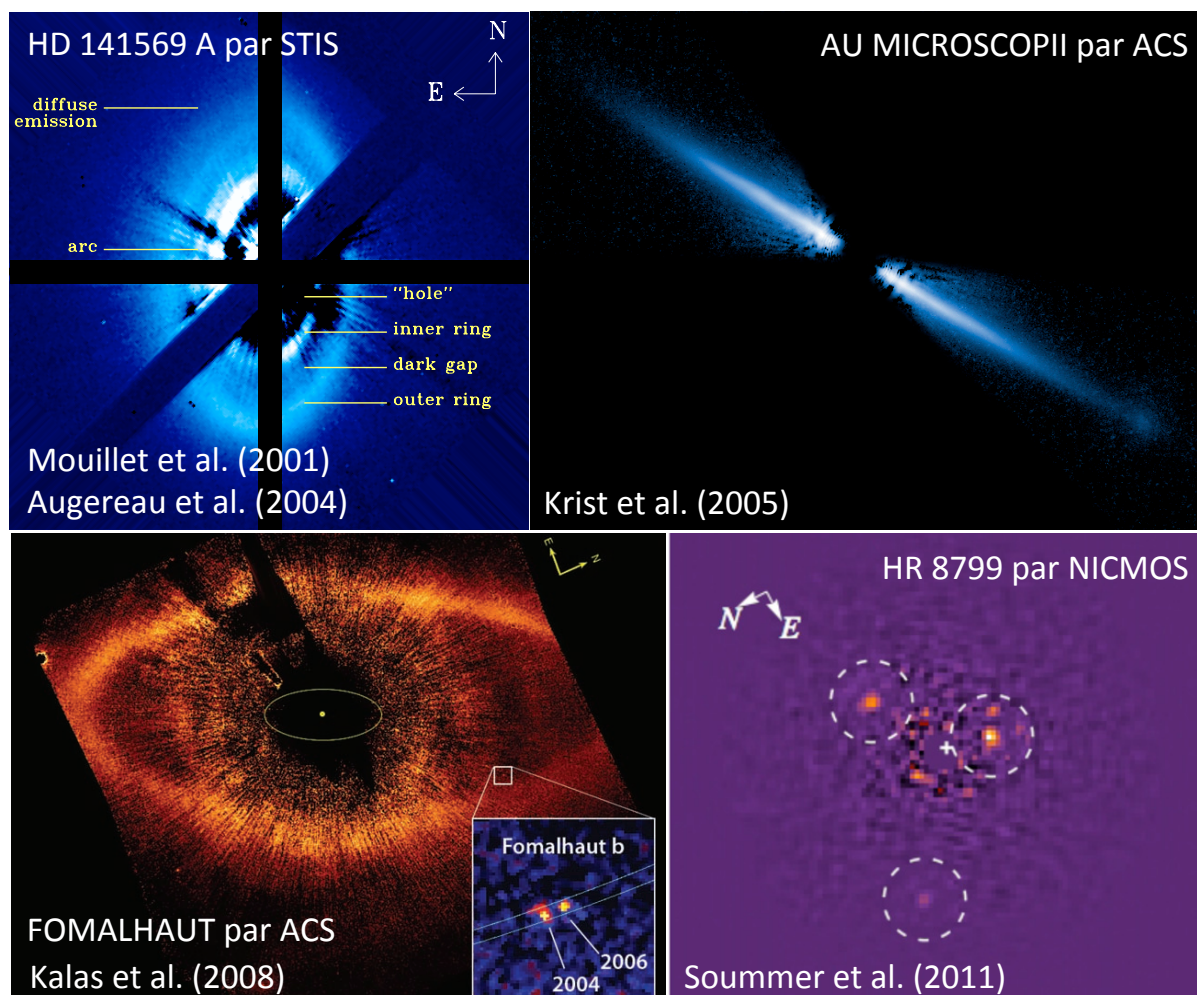 HD 141569 A par STIS
N
E
diffuse
emission
arc
"hole"
inner ring
dark gap
outer ring
Mouillet et al. (2001)
Augereau et al. (2004)
AU MICROSCOPII par ACS
Krist et al. (2005)
E
N
Fomalhaut b
2006
2004
FOMALHAUT par ACS
Kalas et al. (2008)
HR 8799 par NICMOS
N
E
Soummer et al. (2011)